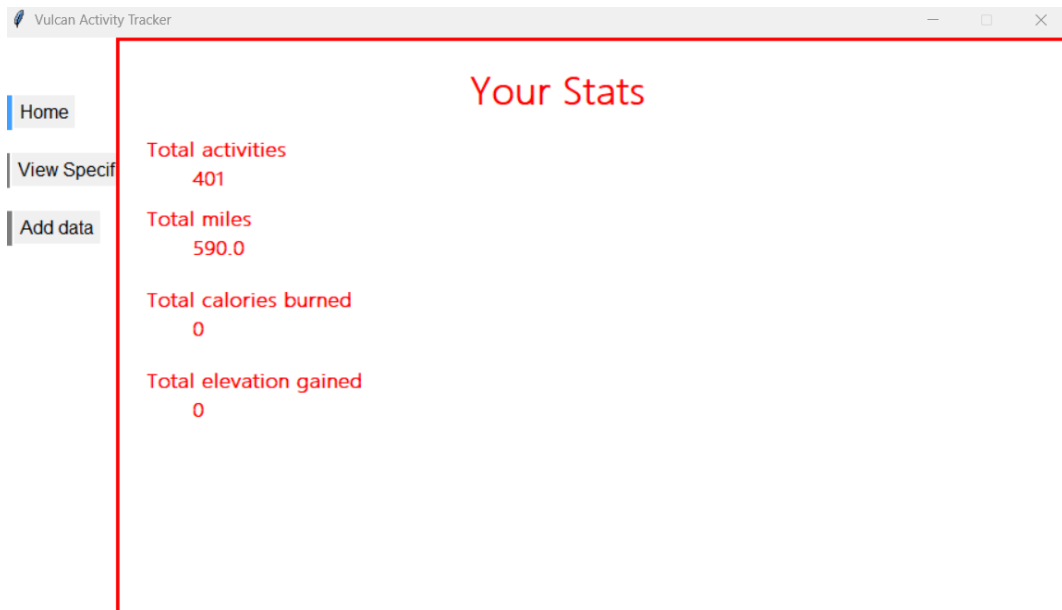 Vulcan Activity Tracker
Your Stats
Home
Total activities
401
View Specif
Total miles
590.0
Add data
Total calories burned
0
Total elevation gained
0